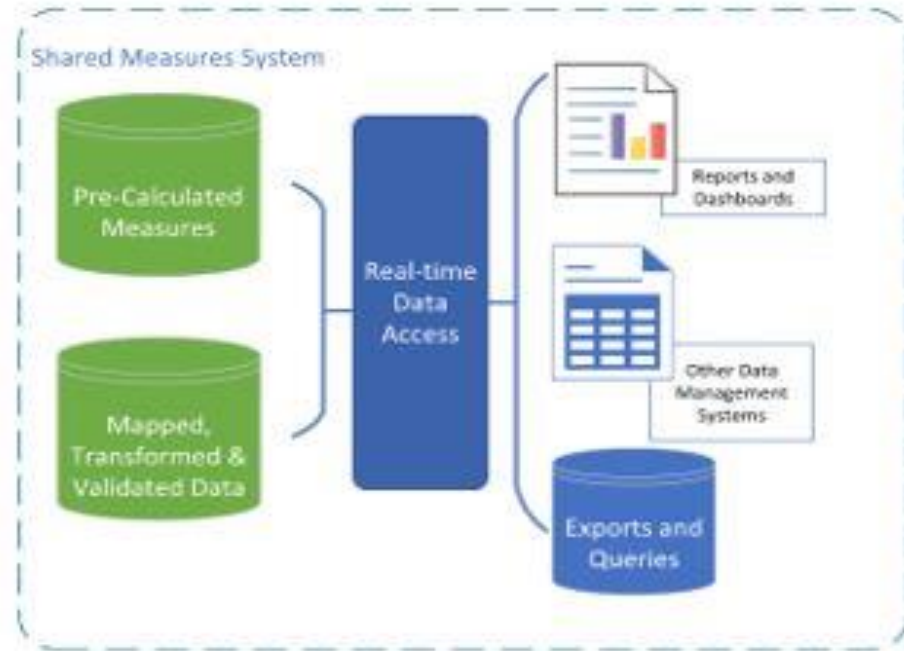 Shared Measures System
Pre-Calculated
Measures
Mapped,
Transformed &
Validated Data
Real-time
Data
Access
Reports and
Dashboards
Other Data
Management
Systems
Exports and
Queries